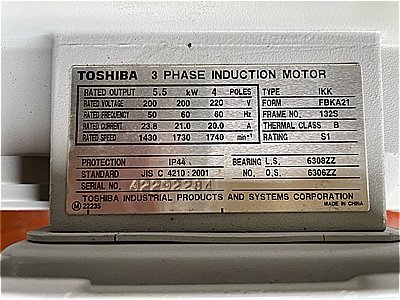 TOSHIBA 3 PHASE INDUCTION MOTOR
RATED OUTPUT 5.5 kW 4 POLES TYPE IKK
RATED VOLTAGE 200 200 220 V FORM FBKA21
RATED FREQUENCY 50 60 60 Hz FRAME NO. 132S
RATED CURRENT 23.8 21.0 20.0 A THERMAL CLASS B
RATED SPEED 1430 1730 1740 min⁻¹ RATING S1
PROTECTION IP44 BEARING L.S. 6308ZZ
STANDARD JIS C 4210:2001 NO. O.S. 6306ZZ
SERIAL NO. A2292284
TOSHIBA INDUSTRIAL PRODUCTS AND SYSTEMS CORPORATION
M 22235 MADE IN CHINA